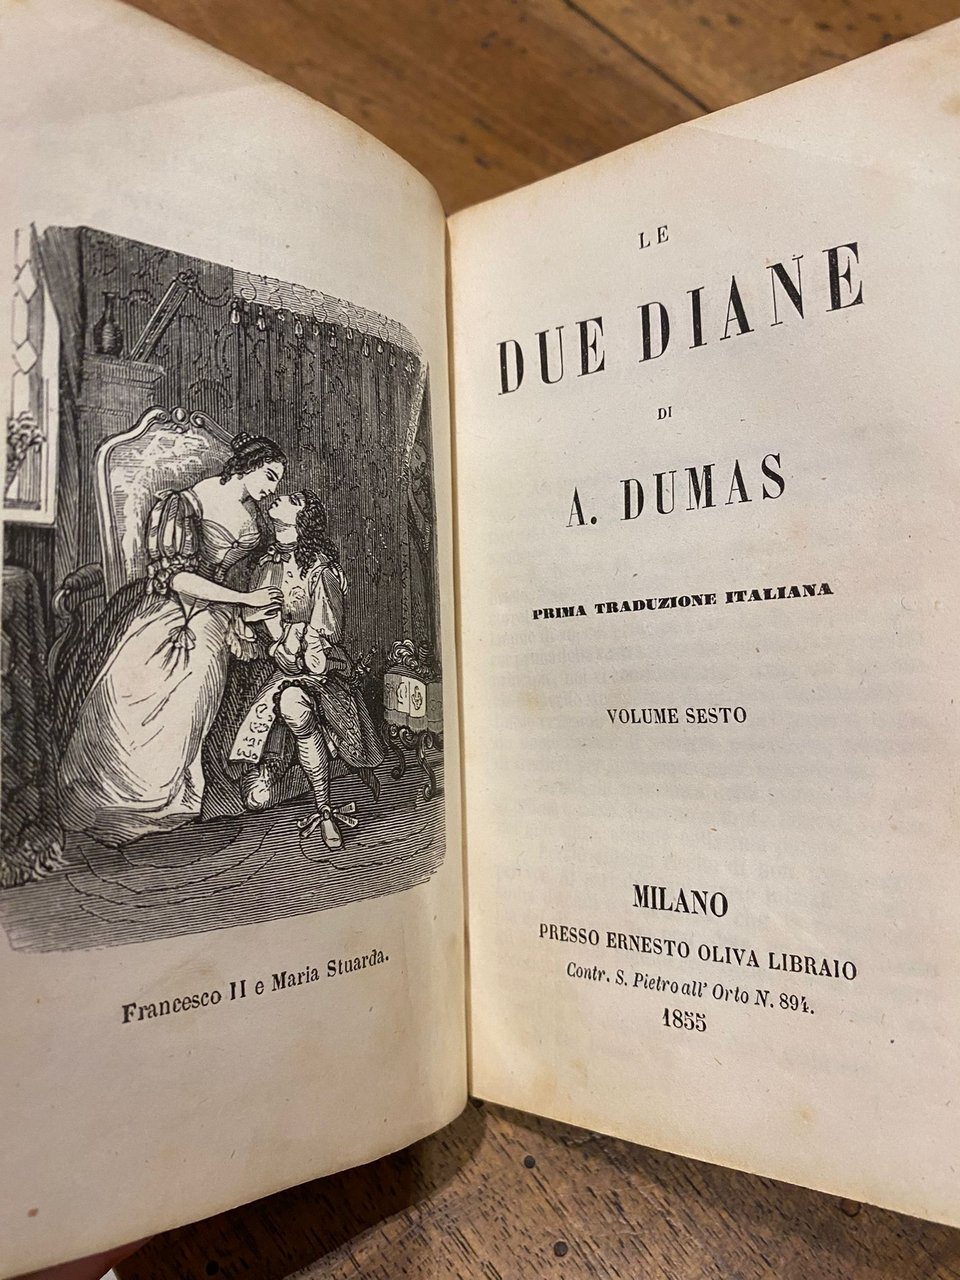 Francesco II e Maria Stuarda.
LE
DUE DIANE
DI
A. DUMAS
PRIMA TRADUZIONE ITALIANA
VOLUME SESTO
MILANO
PRESSO ERNESTO OLIVA LIBRAIO
Contr. S. Pietro all' Orto N. 894.
1855